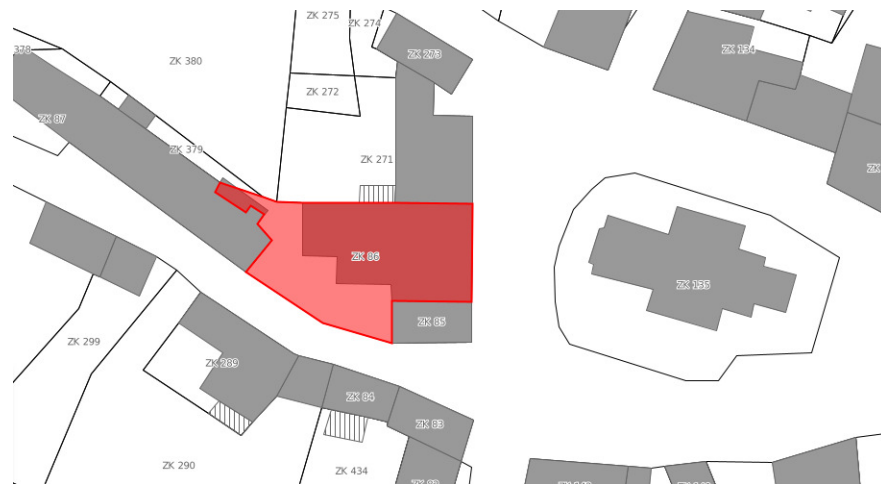 ZK 275
ZK 274
378
ZK 380
ZK 273
ZK 134
ZK 272
ZK 87
ZK 379
ZK 271
ZK 86
ZK 135
ZK 85
ZK 299
ZK 289
ZK 84
ZK 83
ZK 290
ZK 434